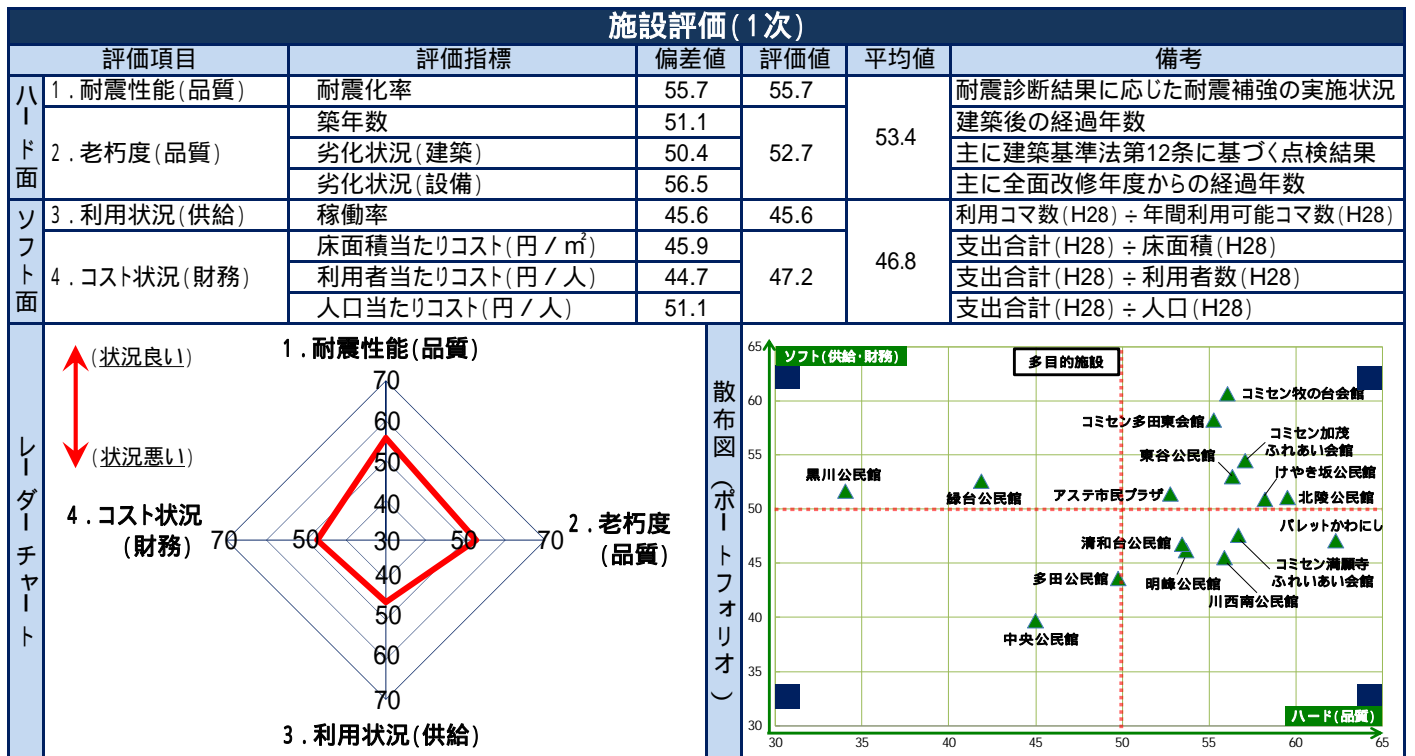 施設評価(1次)
評価項目 評価指標 偏差値 評価値 平均値 備考
ハード面
1.耐震性能(品質) 耐震化率 55.7 55.7 53.4 耐震診断結果に応じた耐震補強の実施状況
2.老朽度(品質) 築年数 51.1 52.7 建築後の経過年数
劣化状況(建築) 50.4 主に建築基準法第12条に基づく点検結果
劣化状況(設備) 56.5 主に全面改修年度からの経過年数
ソフト面
3.利用状況(供給) 稼働率 45.6 45.6 46.8 利用コマ数(H28)÷年間利用可能コマ数(H28)
4.コスト状況(財務) 床面積当たりコスト(円/㎡) 45.9 47.2 支出合計(H28)÷床面積(H28)
利用者当たりコスト(円/人) 44.7 支出合計(H28)÷利用者数(H28)
人口当たりコスト(円/人) 51.1 支出合計(H28)÷人口(H28)
レーダーチャート
(状況良い)
(状況悪い)
1.耐震性能(品質)
70
60
50
4.コスト状況
(財務)
70 50 30 50 70
2.老朽度
(品質)
40
50
60
70
3.利用状況(供給)
散布図(ポートフォリオ)
ソフト(供給・財務)
多目的施設
65
60
55
50
45
40
35
30
コミセン牧の台会館
コミセン多田東会館
コミセン加茂
ふれあい会館
東谷公民館
けやき坂公民館
黒川公民館
緑台公民館
アステ市民プラザ
北陵公民館
パレットかわにし
清和台公民館
コミセン満願寺
ふれいあい会館
多田公民館
明峰公民館
川西南公民館
中央公民館
ハード(品質)
30 35 40 45 50 55 60 65